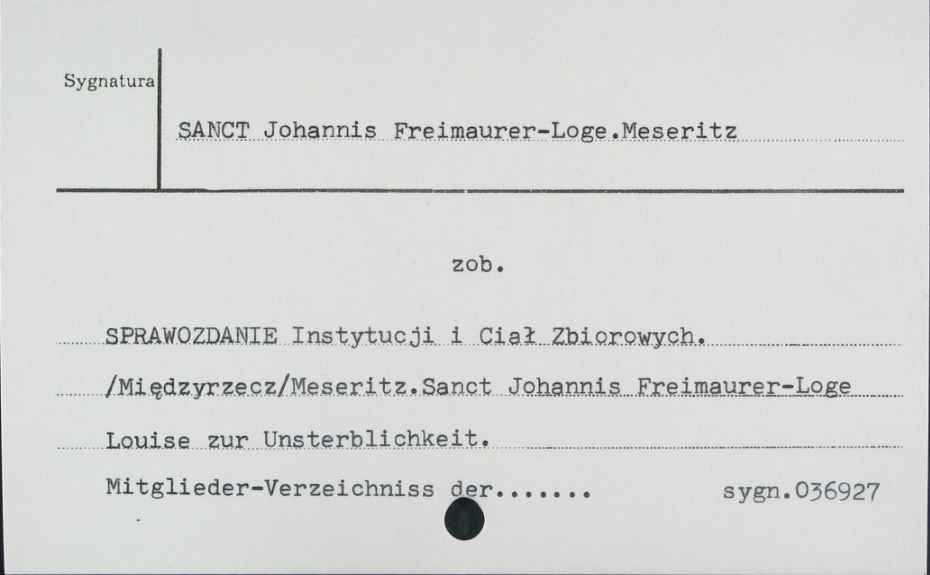 Sygnatura
SANCT Johannis Freimaurer-Loge.Meseritz
zob.
SPRAWOZDANIE Instytucji i Ciał Zbiorowych.
/Międzyrzecz/Meseritz.Sanct Johannis Freimaurer-Loge
Louise zur Unsterblichkeit.
Mitglieder-Verzeichniss der....... sygn.036927